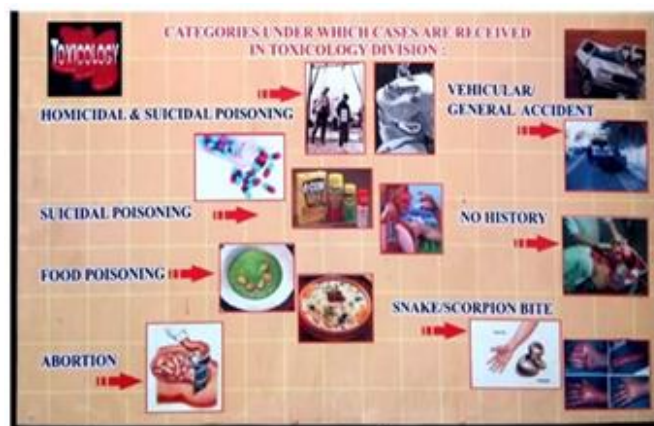 TOXICOLOGY
CATEGORIES UNDER WHICH CASES ARE RECEIVED
IN TOXICOLOGY DIVISION :
HOMICIDAL & SUICIDAL POISONING
VEHICULAR/
GENERAL ACCIDENT
SUICIDAL POISONING
NO HISTORY
FOOD POISONING
SNAKE/SCORPION BITE
ABORTION